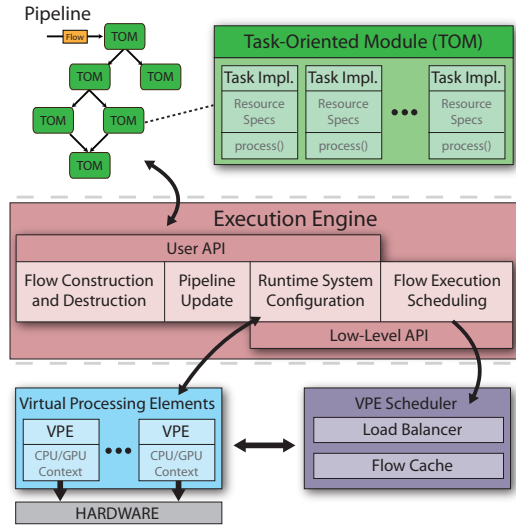 Pipeline
Flow
TOM
TOM
TOM
TOM
TOM
TOM
Task-Oriented Module (TOM)
Task Impl.
Resource
Specs
process()
Task Impl.
Resource
Specs
process()
Task Impl.
Resource
Specs
process()
Execution Engine
User API
Flow Construction
and Destruction
Pipeline
Update
Runtime System
Configuration
Flow Execution
Scheduling
Low-Level API
Virtual Processing Elements
VPE
CPU/GPU
Context
VPE
CPU/GPU
Context
HARDWARE
VPE Scheduler
Load Balancer
Flow Cache